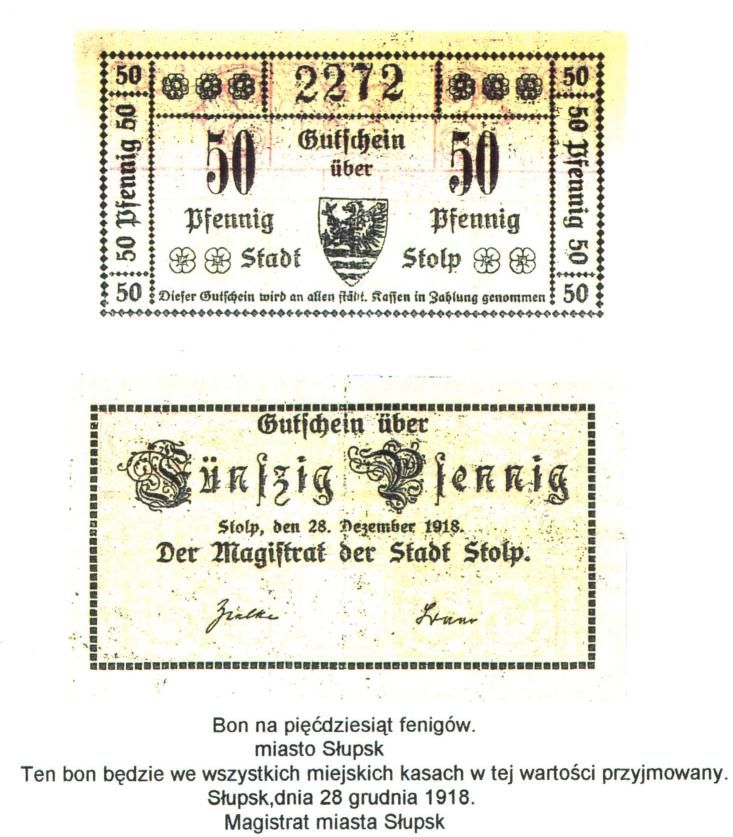 50 2272 50
50 Pfennig 50
50 Pfennig 50
Gutschein
über
50 50
Pfennig Pfennig
Stadt Stolp
50 Dieser Gutschein wird an allen städt. Kassen in Zahlung genommen 50
Gutschein über
Fünfzig Pfennig
Stolp, den 28. Dezember 1918.
Der Magistrat der Stadt Stolp.
Zielke
Bon na pięćdziesiąt fenigów.
miasto Słupsk
Ten bon będzie we wszystkich miejskich kasach w tej wartości przyjmowany.
Słupsk,dnia 28 grudnia 1918.
Magistrat miasta Słupsk